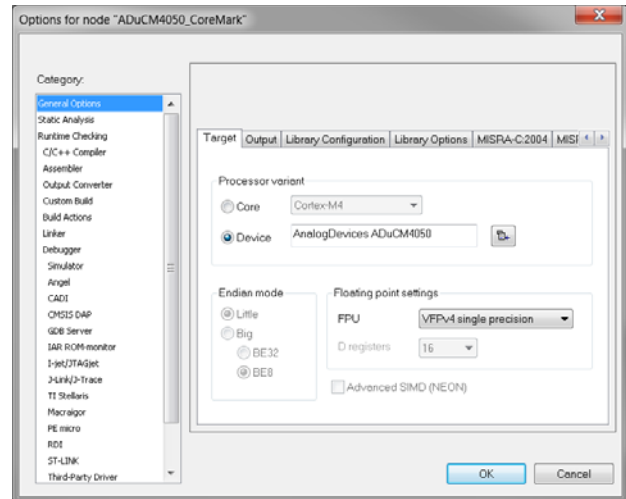 Options for node "ADuCM4050_CoreMark"
Category:
General Options
Static Analysis
Runtime Checking
C/C++ Compiler
Assembler
Output Converter
Custom Build
Build Actions
Linker
Debugger
Simulator
Angel
CADI
CMSIS DAP
GDB Server
IAR ROM-monitor
I-jet/JTAGjet
J-Link/J-Trace
TI Stellaris
Macraigor
PE micro
RDI
ST-LINK
Third-Party Driver
Target Output Library Configuration Library Options MISRA-C:2004 MISI
Processor variant
Core Cortex-M4
Device AnalogDevices ADuCM4050
Endian mode
Little
Big
BE32
BE8
Floating point settings
FPU VFPv4 single precision
D registers 16
Advanced SIMD (NEON)
OK Cancel